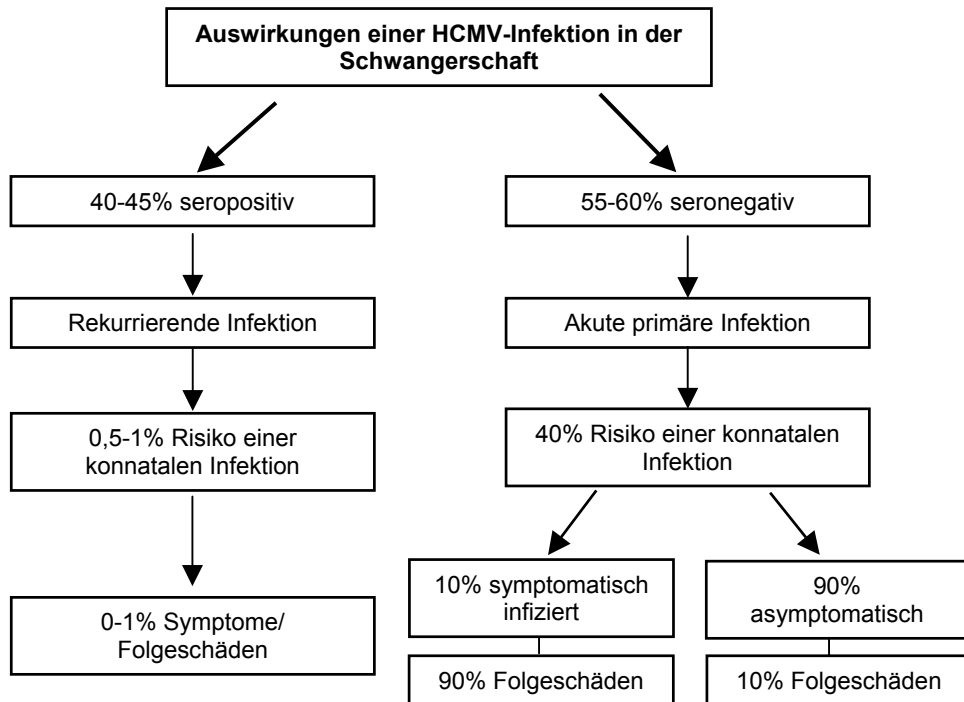 Auswirkungen einer HCMV-Infektion in der
Schwangerschaft
40-45% seropositiv
55-60% seronegativ
Rekurrierende Infektion
Akute primäre Infektion
0,5-1% Risiko einer
konnatalen Infektion
40% Risiko einer konnatalen
Infektion
10% symptomatisch
infiziert
90%
asymptomatisch
0-1% Symptome/
Folgeschäden
90% Folgeschäden
10% Folgeschäden